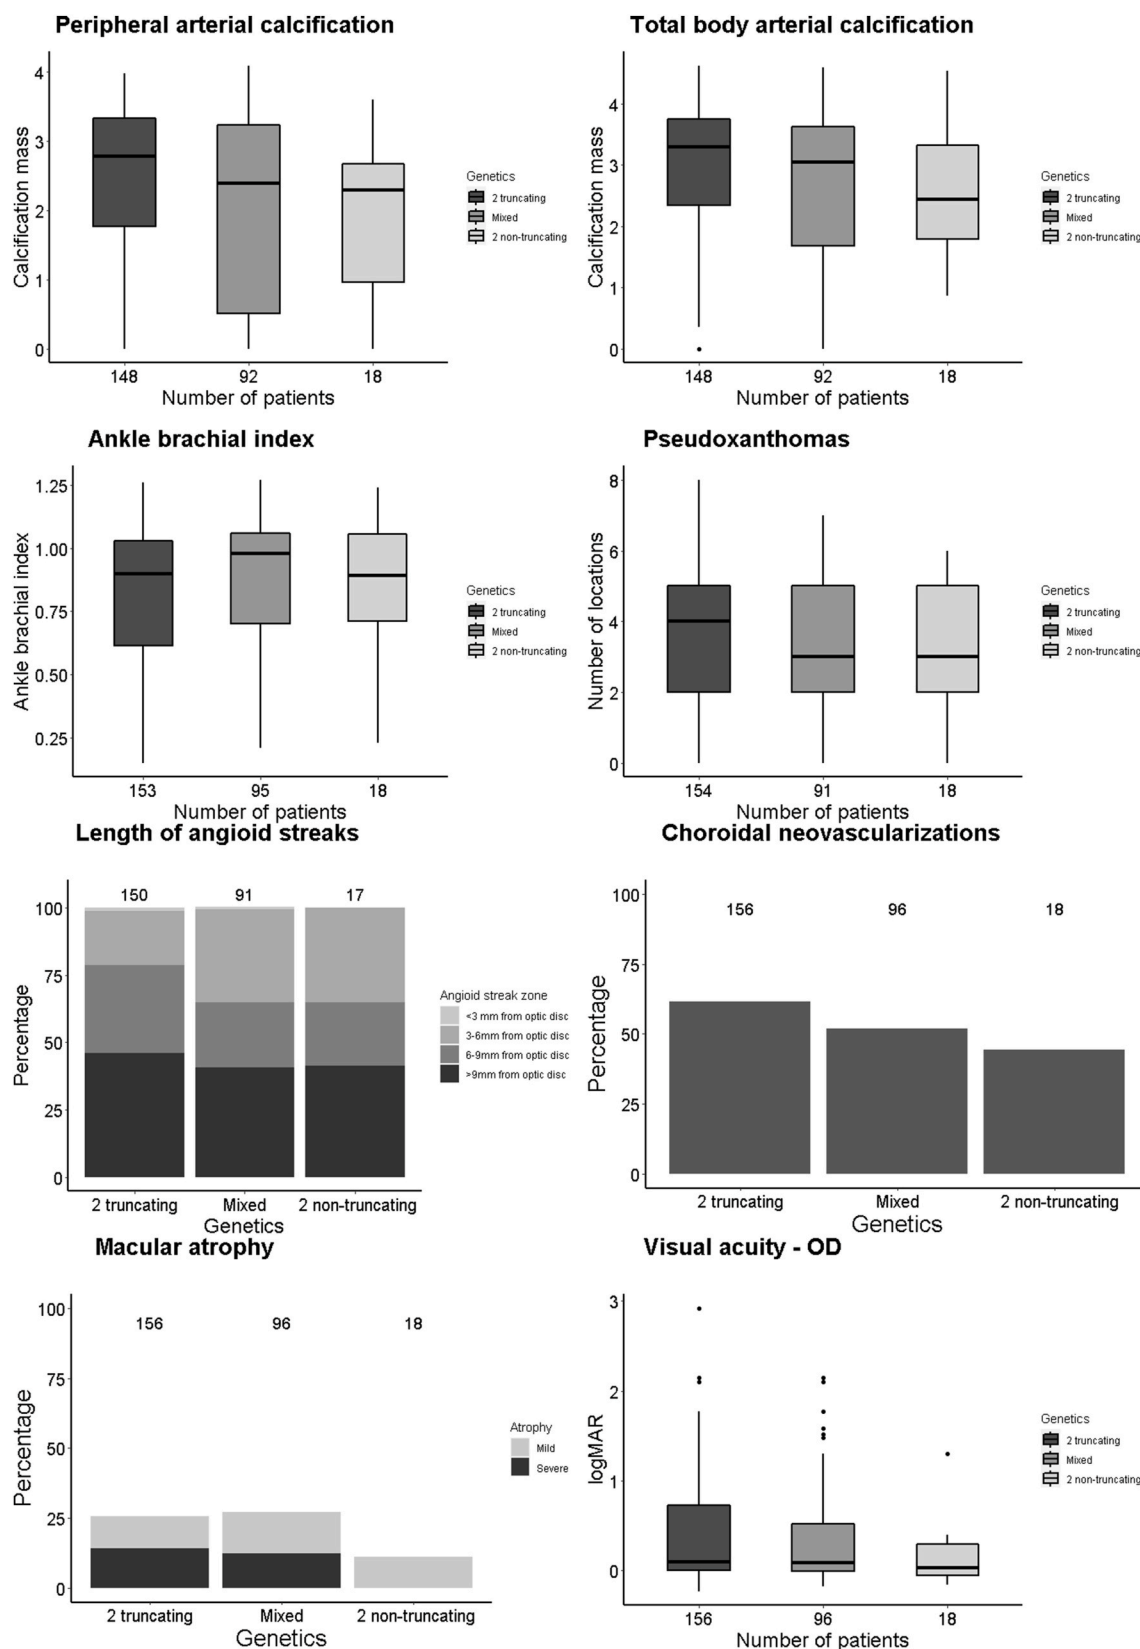 Peripheral arterial calcification
Calcification mass
4
3
2
1
0
148 92 18
Number of patients
Genetics
2 truncating
Mixed
2 non-truncating
Total body arterial calcification
Calcification mass
4
3
2
1
0
148 92 18
Number of patients
Genetics
2 truncating
Mixed
2 non-truncating
Ankle brachial index
Ankle brachial index
1.25
1.00
0.75
0.50
0.25
153 95 18
Number of patients
Genetics
2 truncating
Mixed
2 non-truncating
Pseudoxanthomas
Number of locations
8
6
4
2
0
154 91 18
Number of patients
Genetics
2 truncating
Mixed
2 non-truncating
Length of angioid streaks
150 91 17
Percentage
100
75
50
25
0
2 truncating Mixed 2 non-truncating
Genetics
Angioid streak zone
<3 mm from optic disc
3-6mm from optic disc
6-9mm from optic disc
>9mm from optic disc
Choroidal neovascularizations
156 96 18
Percentage
100
75
50
25
0
2 truncating Mixed 2 non-truncating
Genetics
Macular atrophy
156 96 18
Percentage
100
75
50
25
0
2 truncating Mixed 2 non-truncating
Genetics
Atrophy
Mild
Severe
Visual acuity - OD
logMAR
3
2
1
0
156 96 18
Number of patients
Genetics
2 truncating
Mixed
2 non-truncating